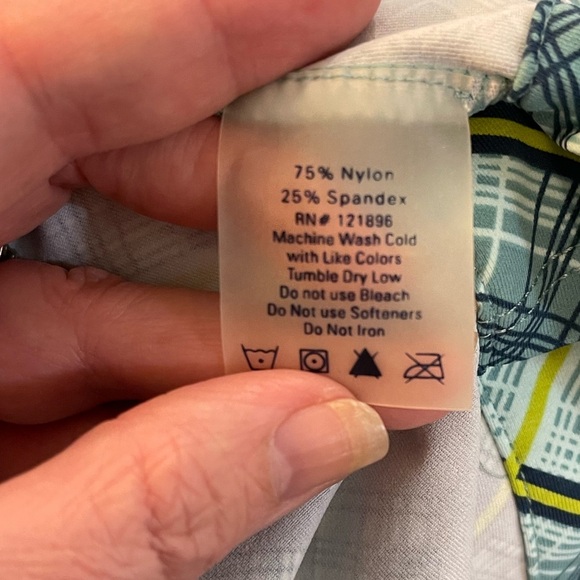 75% Nylon
25% Spandex
RN# 121896
Machine Wash Cold
with Like Colors
Tumble Dry Low
Do not use Bleach
Do Not use Softeners
Do Not Iron